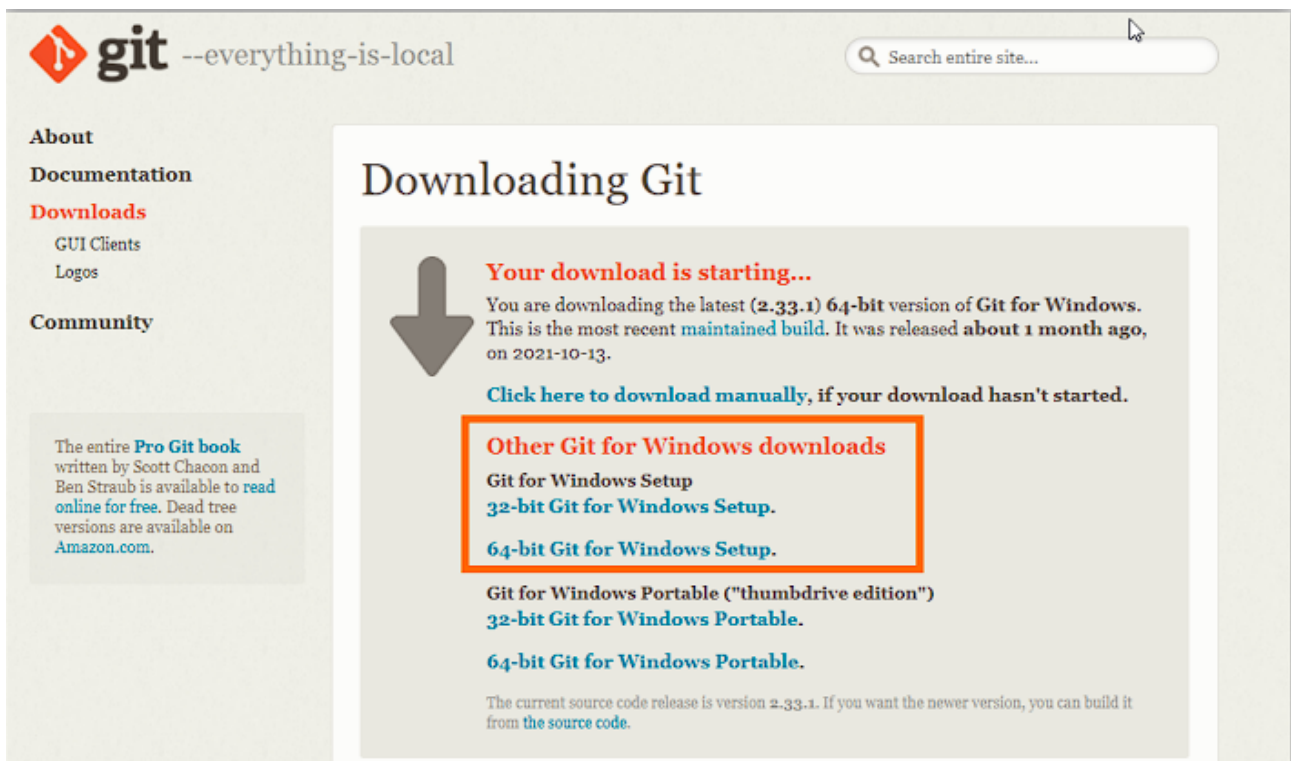 git --everything-is-local
Search entire site...
About
Documentation
Downloads
GUI Clients
Logos
Community
The entire Pro Git book
written by Scott Chacon and
Ben Straub is available to read
online for free. Dead tree
versions are available on
Amazon.com.
Downloading Git
Your download is starting...
You are downloading the latest (2.33.1) 64-bit version of Git for Windows.
This is the most recent maintained build. It was released about 1 month ago,
on 2021-10-13.
Click here to download manually, if your download hasn't started.
Other Git for Windows downloads
Git for Windows Setup
32-bit Git for Windows Setup.
64-bit Git for Windows Setup.
Git for Windows Portable ("thumbdrive edition")
32-bit Git for Windows Portable.
64-bit Git for Windows Portable.
The current source code release is version 2.33.1. If you want the newer version, you can build it
from the source code.